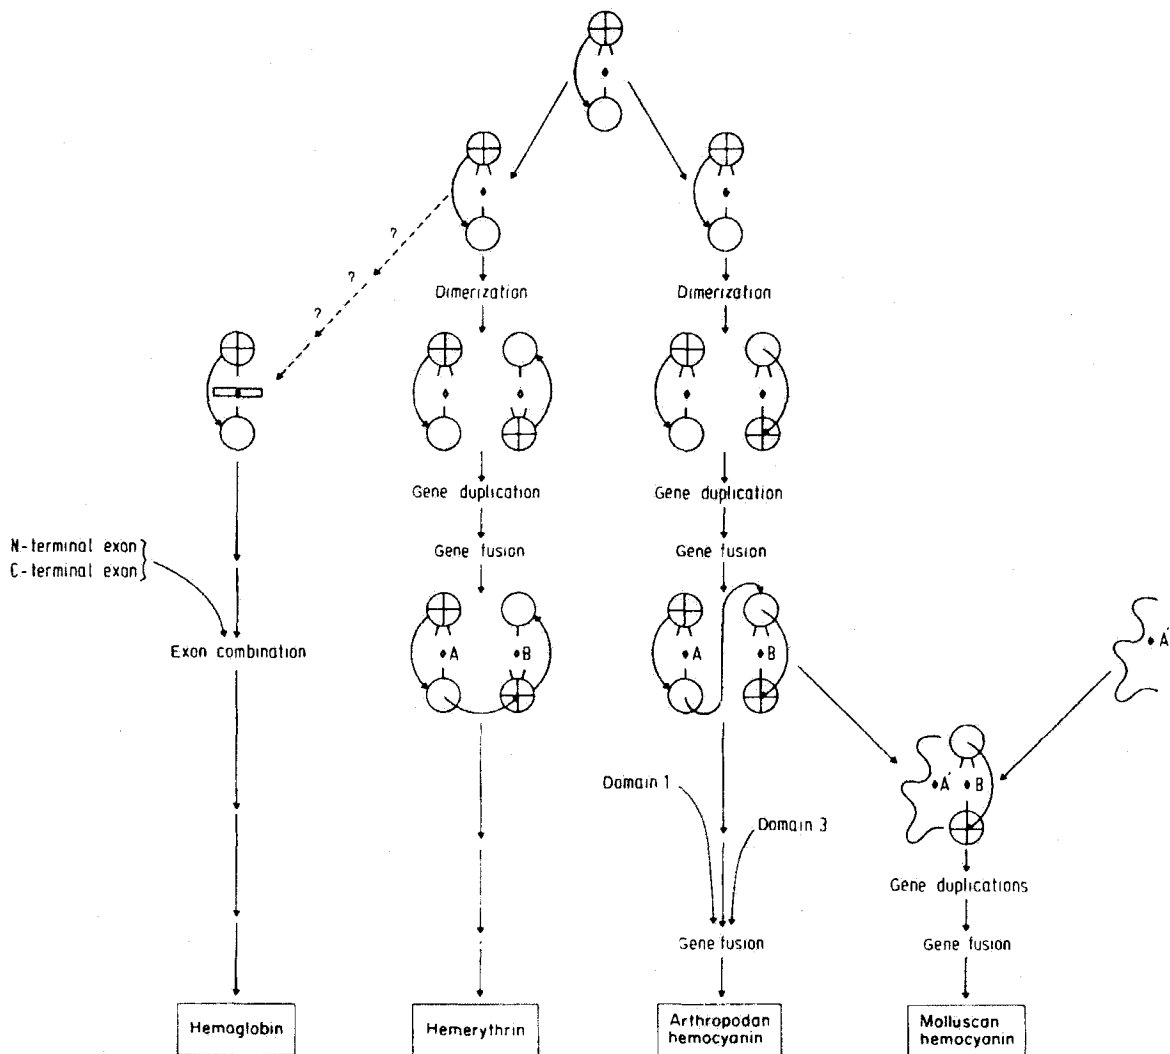 ?
?
?
Dimerization
Dimerization
Gene duplication
Gene duplication
N-terminal exon
C-terminal exon
Gene fusion
Gene fusion
Exon combination
A
B
A
B
A'
A'
B
Domain 1
Domain 3
Gene duplications
Gene fusion
Gene fusion
Hemoglobin
Hemerythrin
Arthropodan
hemocyanin
Molluscan
hemocyanin